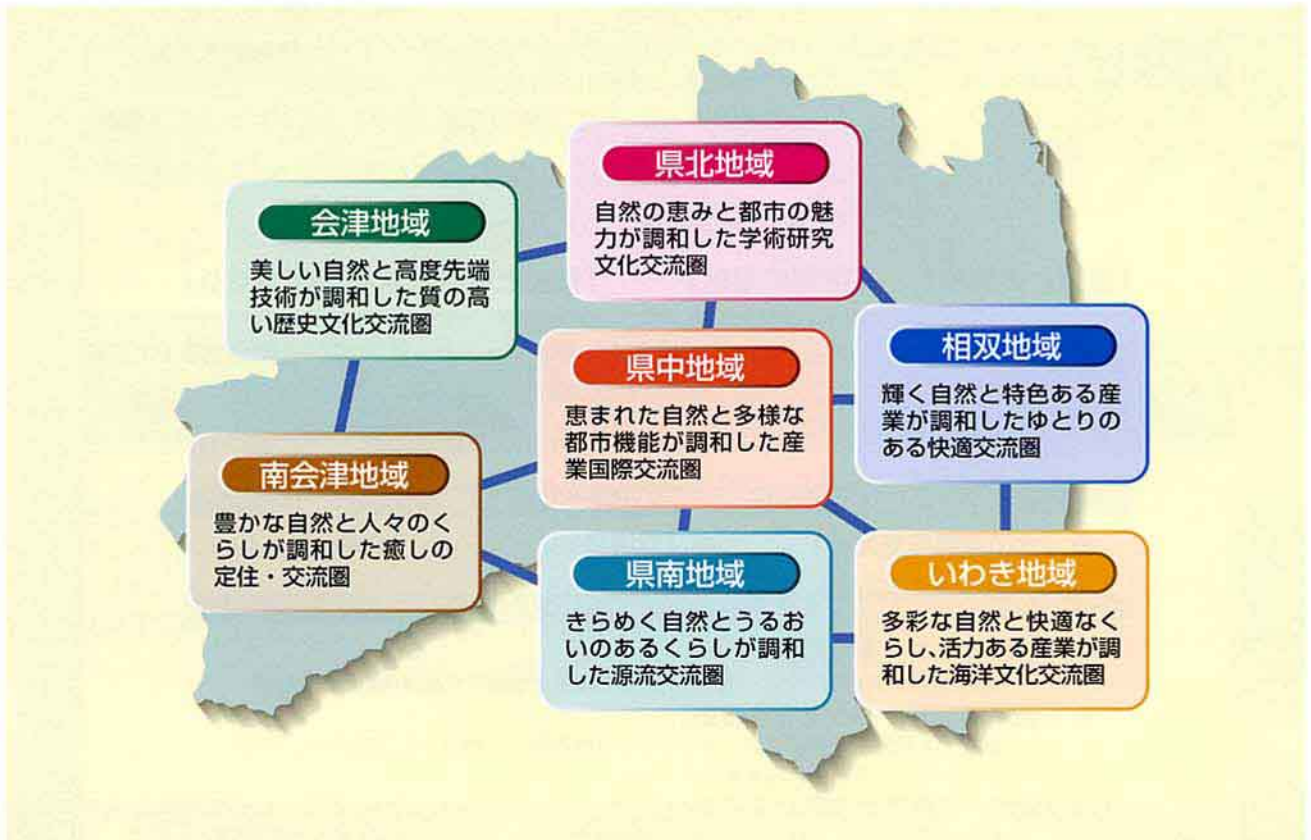 県北地域
自然の恵みと都市の魅
力が調和した学術研究
文化交流圏
会津地域
美しい自然と高度先端
技術が調和した質の高
い歴史文化交流圏
県中地域
恵まれた自然と多様な
都市機能が調和した産
業国際交流圏
相双地域
輝く自然と特色ある産
業が調和したゆとりの
ある快適交流圏
南会津地域
豊かな自然と人々のく
らしが調和した癒しの
定住・交流圏
県南地域
きらめく自然とうるお
いのあるくらしが調和
した源流交流圏
いわき地域
多彩な自然と快適なく
らし、活力ある産業が調
和した海洋文化交流圏